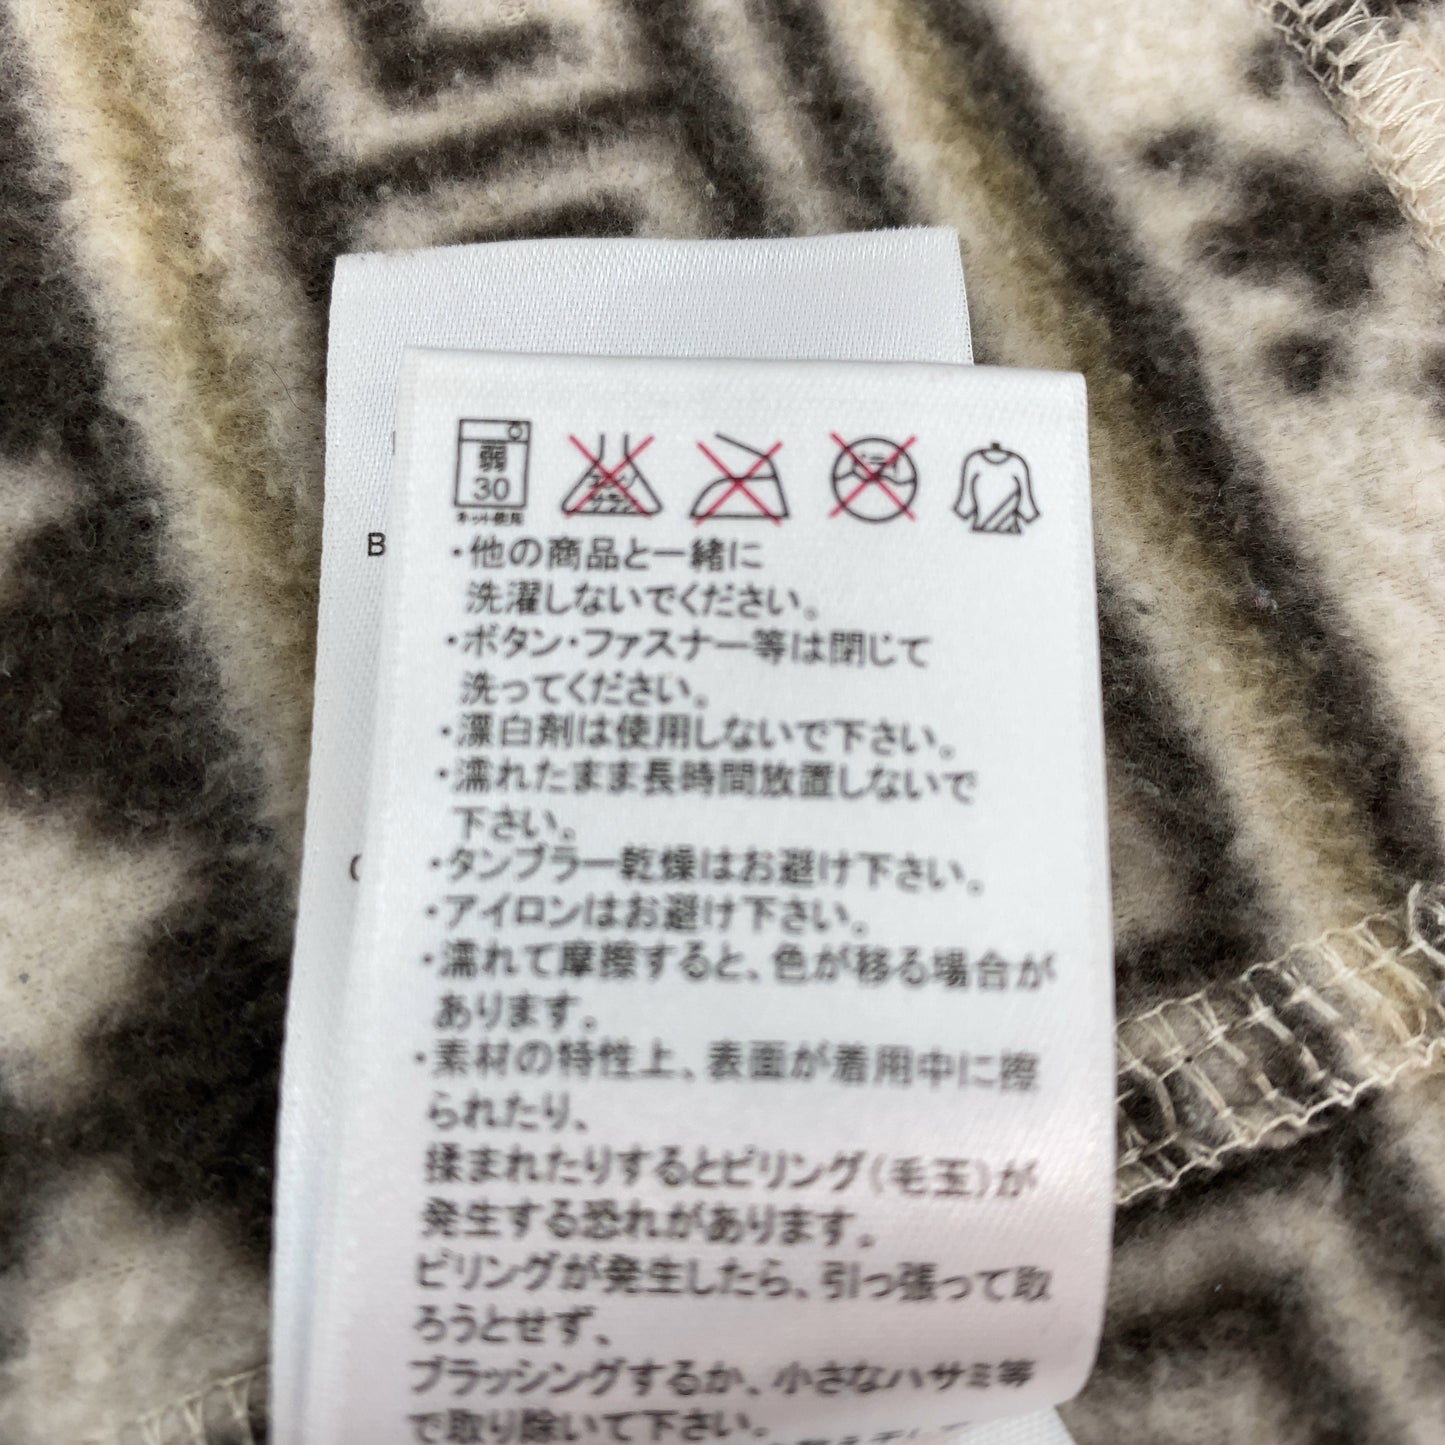 弱
30
ネット使用
エンソ
サラシ
ドライ
B
・他の商品と一緒に
洗濯しないでください。
・ボタン・ファスナー等は閉じて
洗ってください。
・漂白剤は使用しないで下さい。
・濡れたまま長時間放置しないで
下さい。
・タンブラー乾燥はお避け下さい。
・アイロンはお避け下さい。
・濡れて摩擦すると、色が移る場合が
あります。
・素材の特性上、表面が着用中に擦
られたり、
揉まれたりするとピリング(毛玉)が
発生する恐れがあります。
ピリングが発生したら、引っ張って取
ろうとせず、
ブラッシングするか、小さなハサミ等
で取り除いて下さい。